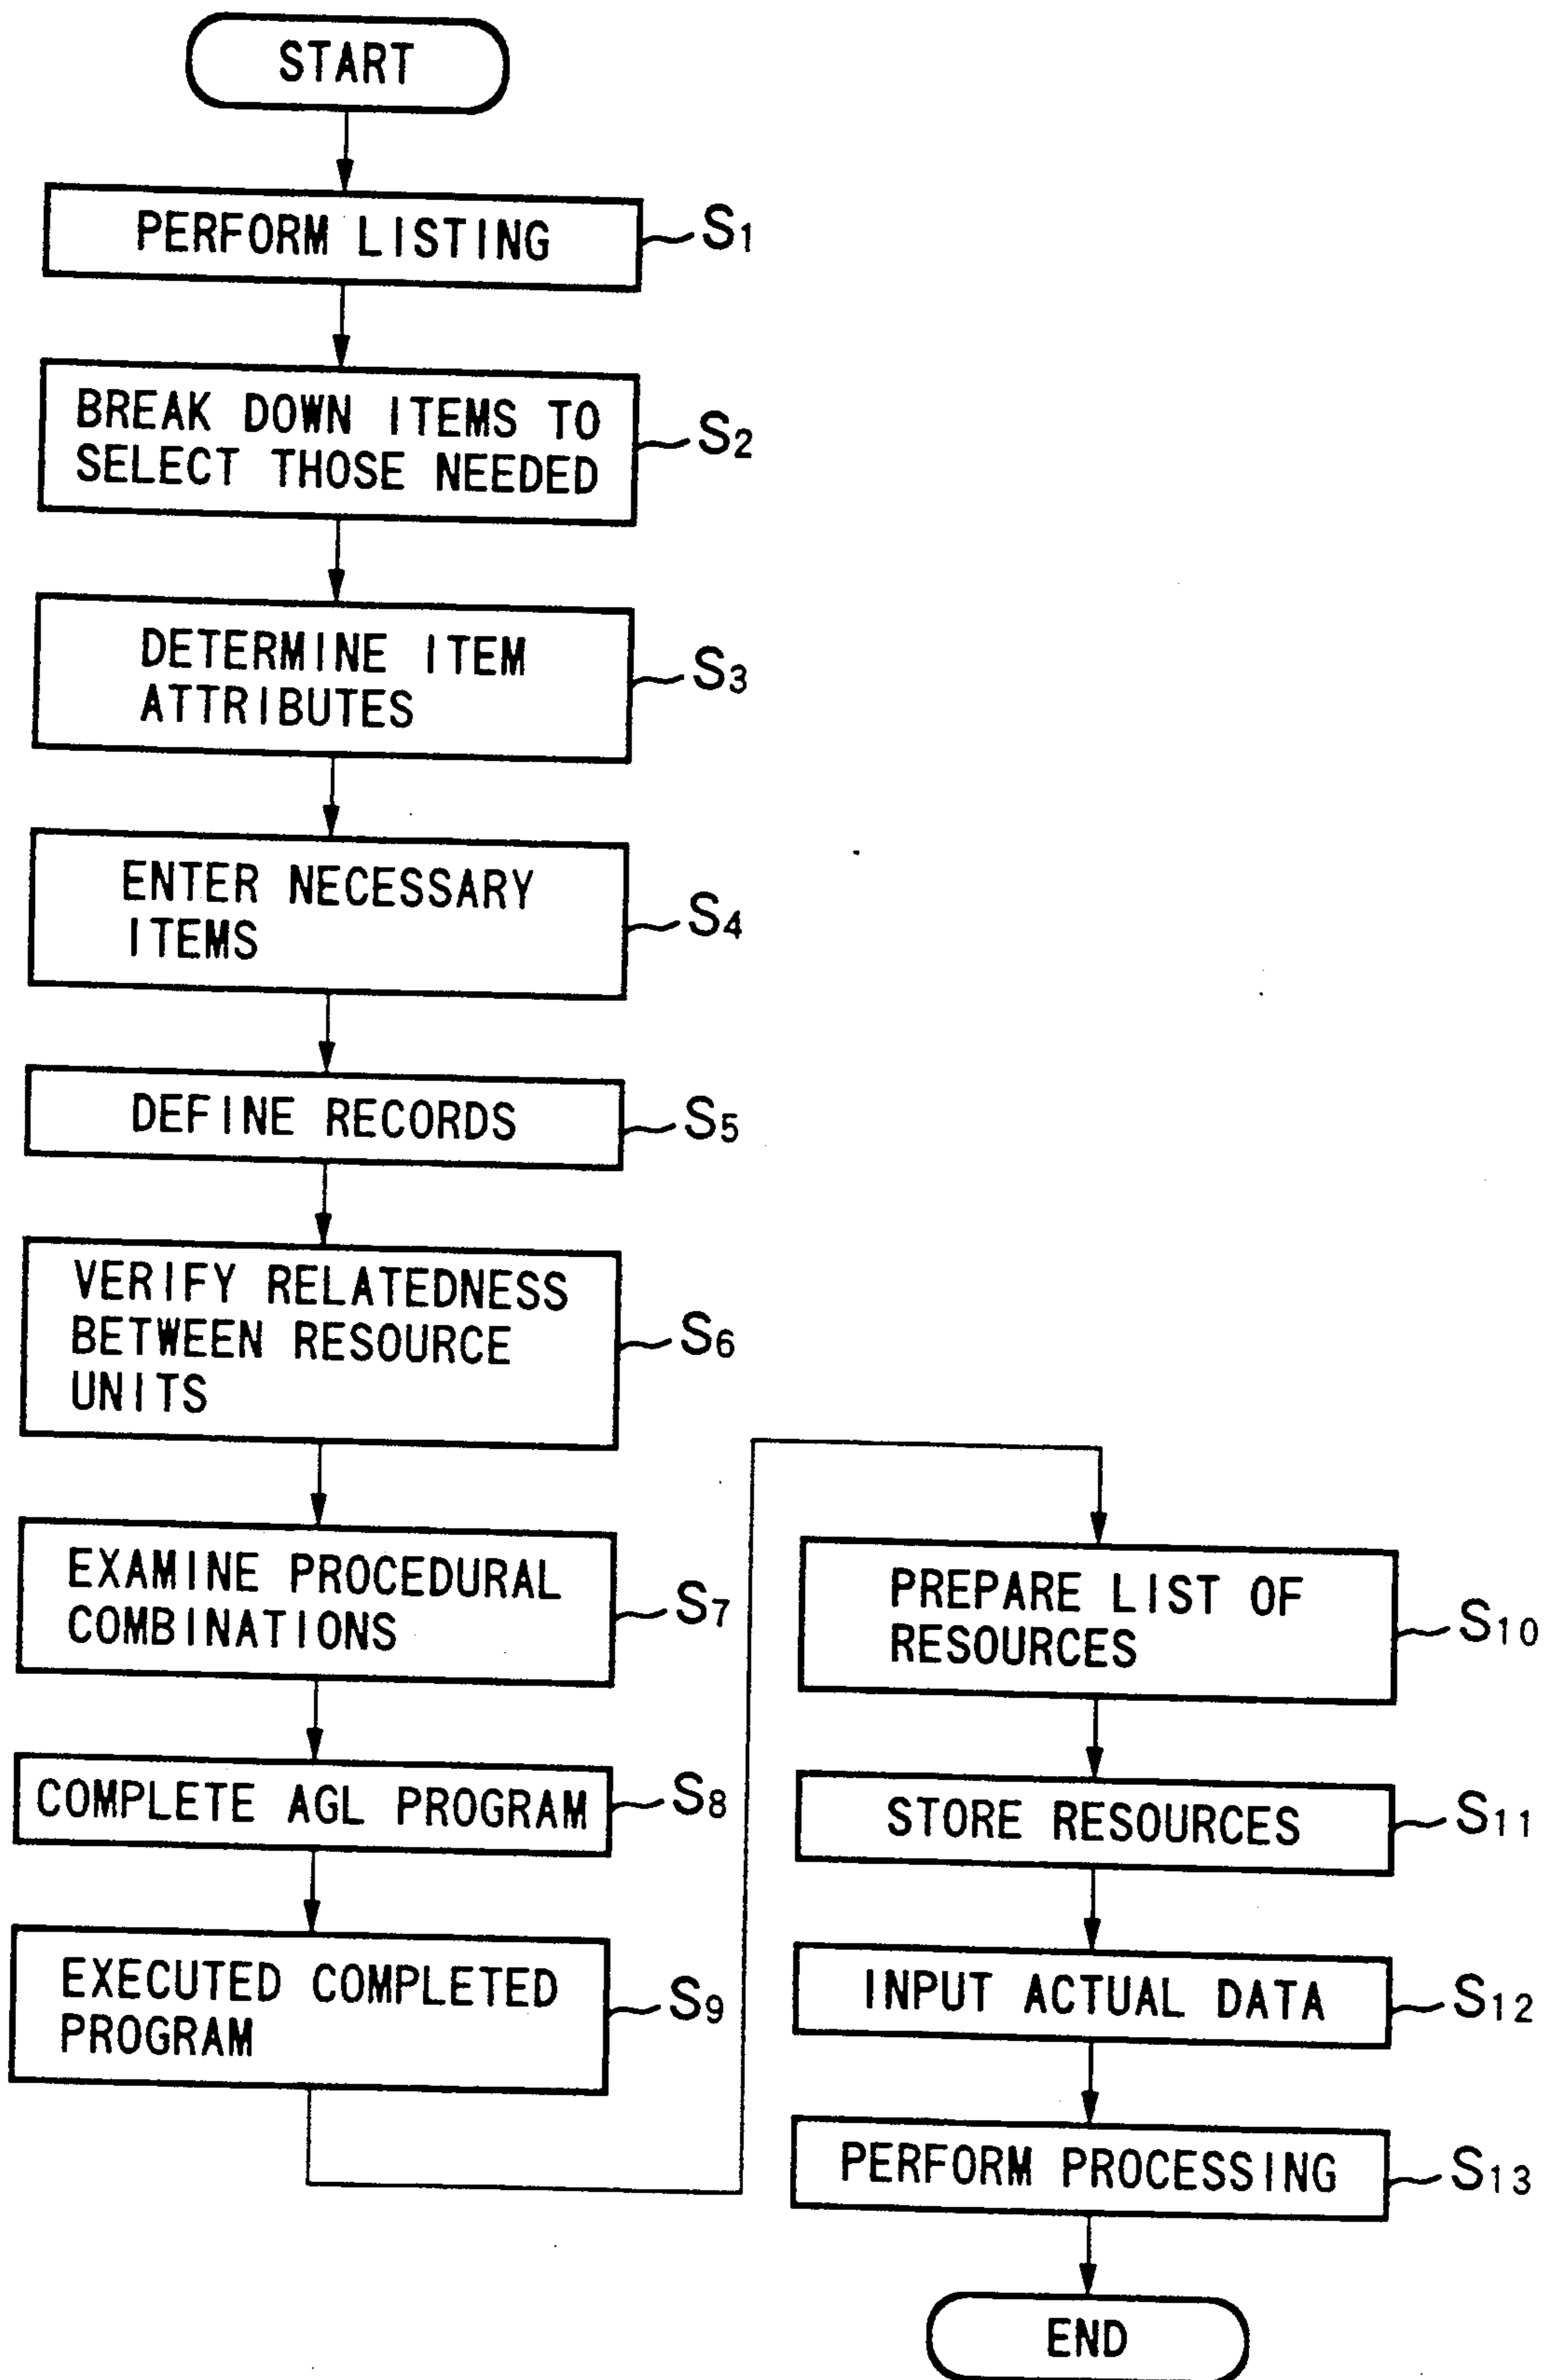 START
PERFORM LISTING
S1
BREAK DOWN ITEMS TO
SELECT THOSE NEEDED
S2
DETERMINE ITEM
ATTRIBUTES
S3
ENTER NECESSARY
ITEMS
S4
DEFINE RECORDS
S5
VERIFY RELATEDNESS
BETWEEN RESOURCE
UNITS
S6
EXAMINE PROCEDURAL
COMBINATIONS
S7
COMPLETE AGL PROGRAM
S8
EXECUTED COMPLETED
PROGRAM
S9
PREPARE LIST OF
RESOURCES
S10
STORE RESOURCES
S11
INPUT ACTUAL DATA
S12
PERFORM PROCESSING
S13
END